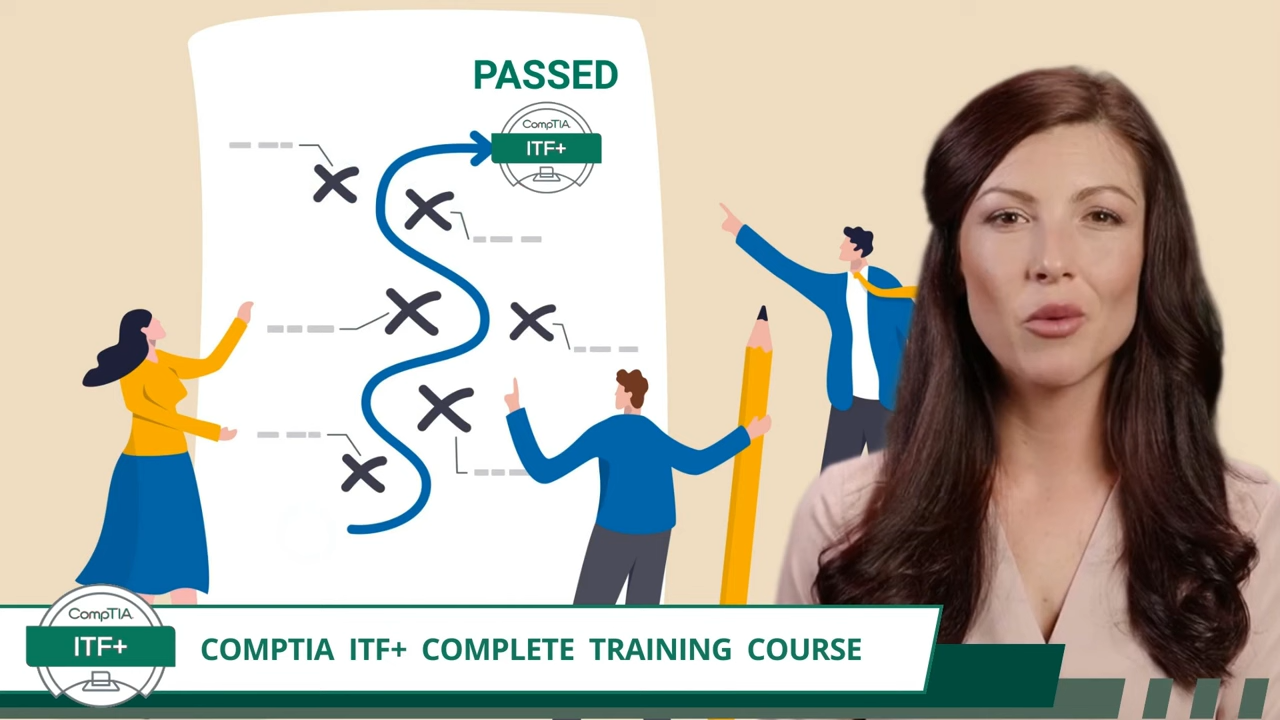 PASSED
CompTIA
ITF+
CompTIA
ITF+
COMPTIA ITF+ COMPLETE TRAINING COURSE